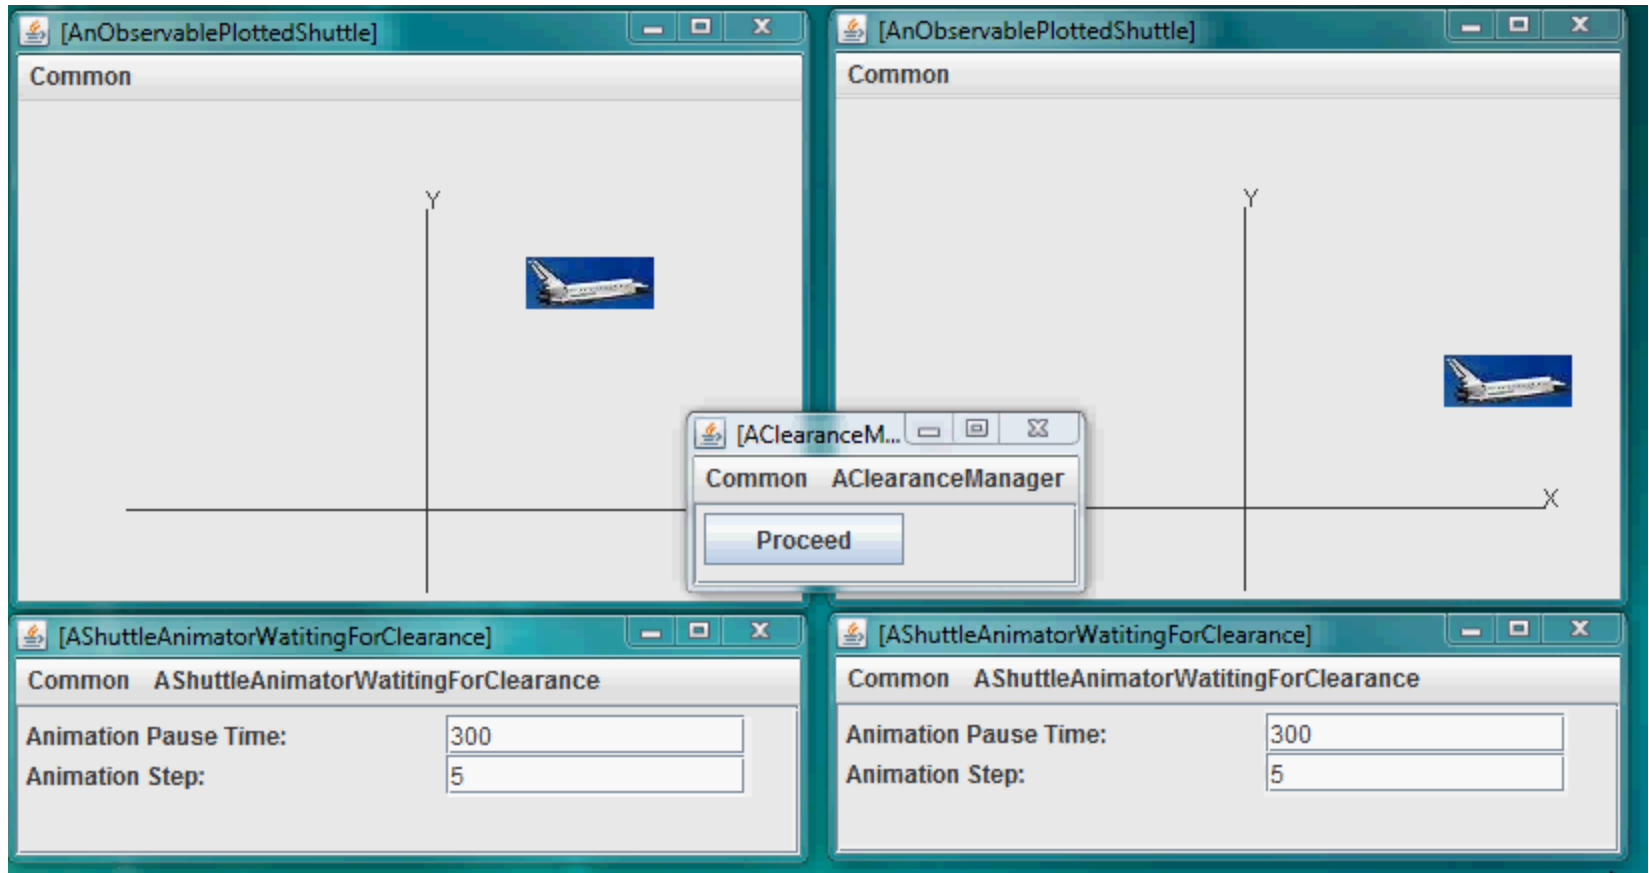 [AnObservablePlottedShuttle]
Common
Y
[AnObservablePlottedShuttle]
Common
Y
X
[AClearanceM...
Common AClearanceManager
Proceed
[AShuttleAnimatorWatitingForClearance]
Common AShuttleAnimatorWatitingForClearance
Animation Pause Time: 300
Animation Step: 5
[AShuttleAnimatorWatitingForClearance]
Common AShuttleAnimatorWatitingForClearance
Animation Pause Time: 300
Animation Step: 5